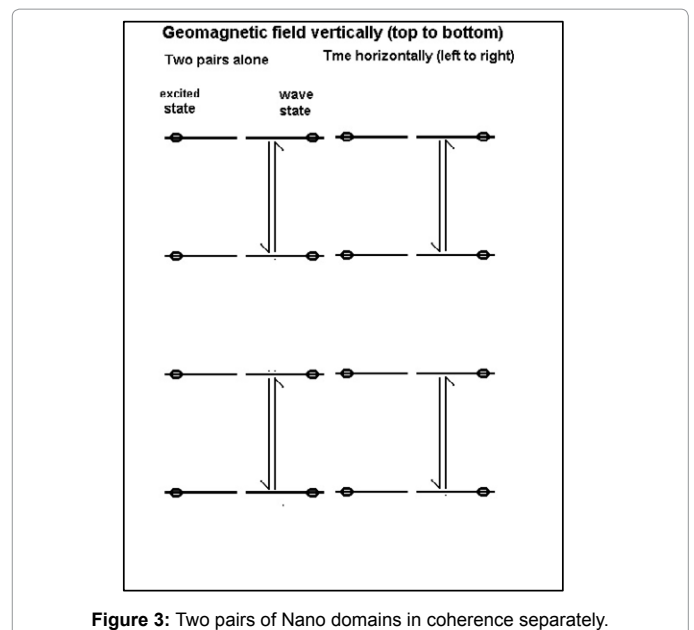 Geomagnetic field vertically (top to bottom)
Two pairs alone
Tme horizontally (left to right)
excited
state
wave
state
Figure 3: Two pairs of Nano domains in coherence separately.